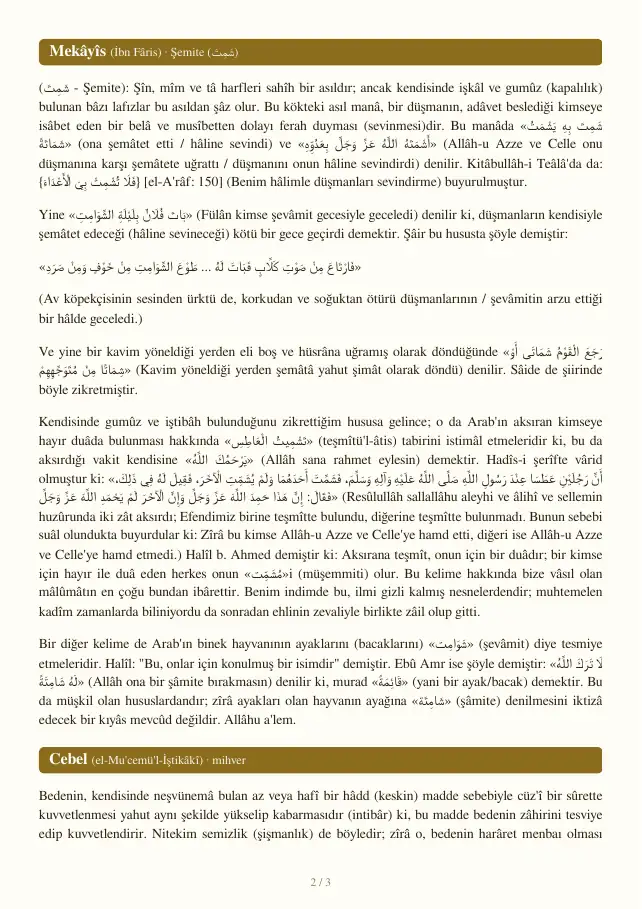 Mekâyîs (İbn Fâris) · Şemite (شَمِتَ)
(شَمِتَ - Şemite): Şîn, mîm ve tâ harfleri sahîh bir asıldır; ancak kendisinde işkâl ve gumûz (kapalılık)
bulunan bâzı lafızlar bu asıldan şâz olur. Bu kökteki asıl manâ, bir düşmanın, adâvet beslediği kimseye
isâbet eden bir belâ ve musîbetten dolayı ferah duyması (sevinmesi)dir. Bu manâda «شَمِتَ بِهِ يَشْمَتُ
شَمَاتَةً» (ona şemâtet etti / hâline sevindi) ve «أَشْمَتَهُ اللَّهُ عَزَّ وَجَلَّ بِعَدُوِّهِ» (Allâh-u Azze ve Celle onu
düşmanına karşı şemâtete uğrattı / düşmanını onun hâline sevindirdi) denilir. Kitâbullâh-i Teâlâ'da da:
{فَلَا تُشْمِتْ بِيَ الْأَعْدَاءَ} [el-A'râf: 150] (Benim hâlimle düşmanları sevindirme) buyurulmuştur.
Yine «بَاتَ فُلَانٌ بِلَيْلَةِ الشَّوَامِتِ» (Fülân kimse şevâmit gecesiyle geceledi) denilir ki, düşmanların kendisiyle
şemâtet edeceği (hâline sevineceği) kötü bir gece geçirdi demektir. Şâir bu hususta şöyle demiştir:
«فَارْتَاعَ مِنْ صَوْتِ كَلَّابٍ فَبَاتَ لَهُ ... طَوْعَ الشَّوَامِتِ مِنْ خَوْفٍ وَمِنْ صَرَدِ»
(Av köpekçisinin sesinden ürktü de, korkudan ve soğuktan ötürü düşmanlarının / şevâmitin arzu ettiği
bir hâlde geceledi.)
Ve yine bir kavim yöneldiği yerden eli boş ve hüsrâna uğramış olarak döndüğünde «رَجَعَ الْقَوْمُ شَمَاتَى أَوْ
شِمَاتًا مِنْ مُتَوَجَّهِهِمْ» (Kavim yöneldiği yerden şemâtâ yahut şimât olarak döndü) denilir. Sâide de şiirinde
böyle zikretmiştir.
Kendisinde gumûz ve iştibâh bulunduğunu zikrettiğim hususa gelince; o da Arab'ın aksıran kimseye
hayır duâda bulunması hakkında «تَشْمِيتُ الْعَاطِسِ» (teşmîtü'l-âtis) tabirini istimâl etmeleridir ki, bu da
aksırdığı vakit kendisine «يَرْحَمُكَ اللَّهُ» (Allâh sana rahmet eylesin) demektir. Hadîs-i şerîfte vârid
olmuştur ki: «أَنَّ رَجُلَيْنِ عَطَسَا عِنْدَ رَسُولِ اللَّهِ صَلَّى اللَّهُ عَلَيْهِ وَآلِهِ وَسَلَّمَ، فَشَمَّتَ أَحَدَهُمَا وَلَمْ يُشَمِّتِ الْآخَرَ، فَقِيلَ لَهُ فِي ذَلِكَ،
فَقَالَ: إِنَّ هَذَا حَمِدَ اللَّهَ عَزَّ وَجَلَّ وَإِنَّ الْآخَرَ لَمْ يَحْمَدِ اللَّهَ عَزَّ وَجَلَّ» (Resûlullâh sallallâhu aleyhi ve âlihî ve sellemin
huzûrunda iki zât aksırdı; Efendimiz birine teşmîtte bulundu, diğerine teşmîtte bulunmadı. Bunun sebebi
suâl olundukta buyurdular ki: Zîrâ bu kimse Allâh-u Azze ve Celle'ye hamd etti, diğeri ise Allâh-u Azze
ve Celle'ye hamd etmedi.) Halîl b. Ahmed demiştir ki: Aksırana teşmît, onun için bir duâdır; bir kimse
için hayır ile duâ eden herkes onun «مُشَمِّت»i (müşemmiti) olur. Bu kelime hakkında bize vâsıl olan
mâlûmâtın en çoğu bundan ibârettir. Benim indimde bu, ilmi gizli kalmış nesnelerdendir; muhtemelen
kadîm zamanlarda biliniyordu da sonradan ehlinin zevaliyle birlikte zâil olup gitti.
Bir diğer kelime de Arab'ın binek hayvanının ayaklarını (bacaklarını) «شَوَامِت» (şevâmit) diye tesmiye
etmeleridir. Halîl: "Bu, onlar için konulmuş bir isimdir" demiştir. Ebû Amr ise şöyle demiştir: «لَا تَرَكَ اللَّهُ
لَهُ شَامِتَةً» (Allâh ona bir şâmite bırakmasın) denilir ki, murad «قَائِمَةً» (yani bir ayak/bacak) demektir. Bu
da müşkil olan hususlardandır; zîrâ ayakları olan hayvanın ayağına «شَامِتَة» (şâmite) denilmesini iktizâ
edecek bir kıyâs mevcûd değildir. Allâhu a'lem.
Cebel (el-Mu'cemü'l-İştikâkî) · mihver
Bedenin, kendisinde neşvünemâ bulan az veya hafî bir hâdd (keskin) madde sebebiyle cüz'î bir sûrette
kuvvetlenmesi yahut aynı şekilde yükselip kabarmasıdır (intibâr) ki, bu madde bedenin zâhirini tesviye
edip kuvvetlendirir. Nitekim semizlik (şişmanlık) de böyledir; zîrâ o, bedenin harâret menbaı olması
2 / 3